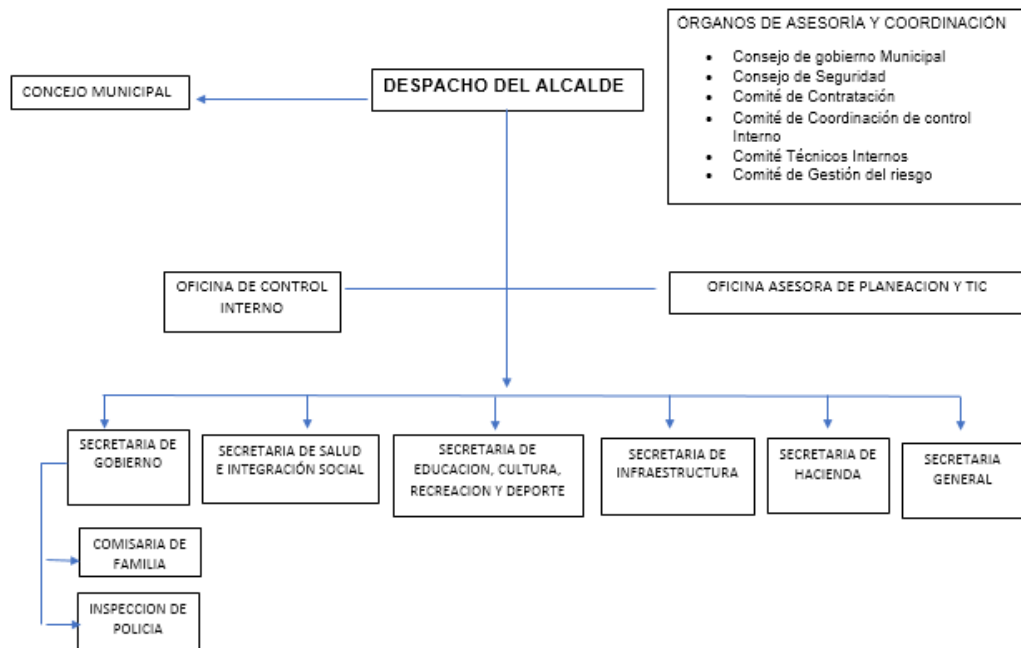 ÓRGANOS DE ASESORÍA Y COORDINACIÓN
• Consejo de gobierno Municipal
• Consejo de Seguridad
• Comité de Contratación
• Comité de Coordinación de control
Interno
• Comité Técnicos Internos
• Comité de Gestión del riesgo
DESPACHO DEL ALCALDE
CONCEJO MUNICIPAL
OFICINA DE CONTROL
INTERNO
OFICINA ASESORA DE PLANEACION Y TIC
SECRETARIA DE
GOBIERNO
SECRETARIA DE SALUD
E INTEGRACIÓN SOCIAL
SECRETARIA DE
EDUCACION, CULTURA,
RECREACION Y DEPORTE
SECRETARIA DE
INFRAESTRUCTURA
SECRETARIA DE
HACIENDA
SECRETARIA
GENERAL
COMISARIA DE
FAMILIA
INSPECCION DE
POLICIA